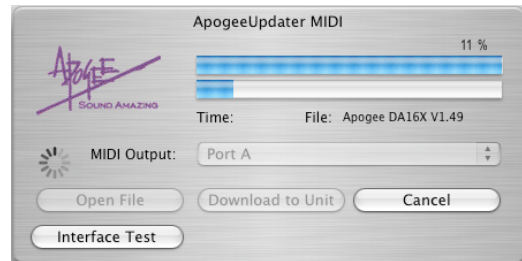 ApogeeUpdater MIDI
11 %
APOGEE
SOUND AMAZING
Time: File: Apogee DA16X V1.49
MIDI Output: Port A
Open File Download to Unit Cancel
Interface Test